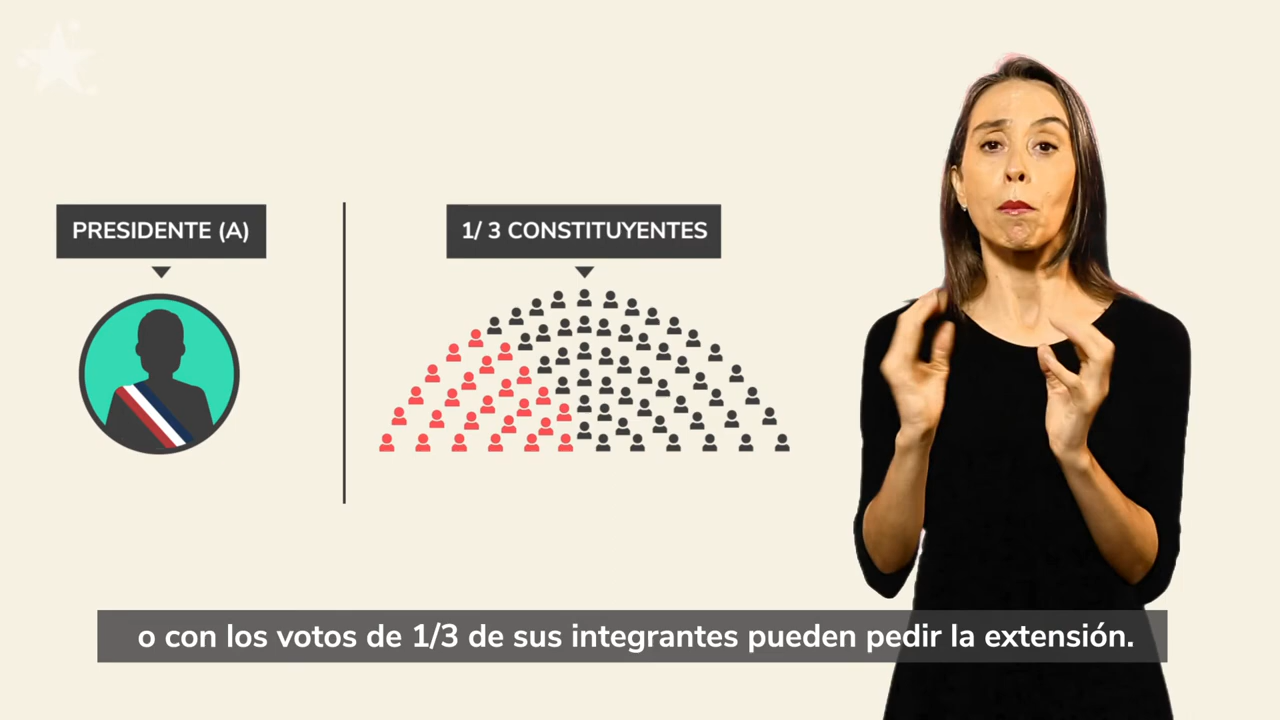 PRESIDENTE (A)
1/ 3 CONSTITUYENTES
o con los votos de 1/3 de sus integrantes pueden pedir la extensión.